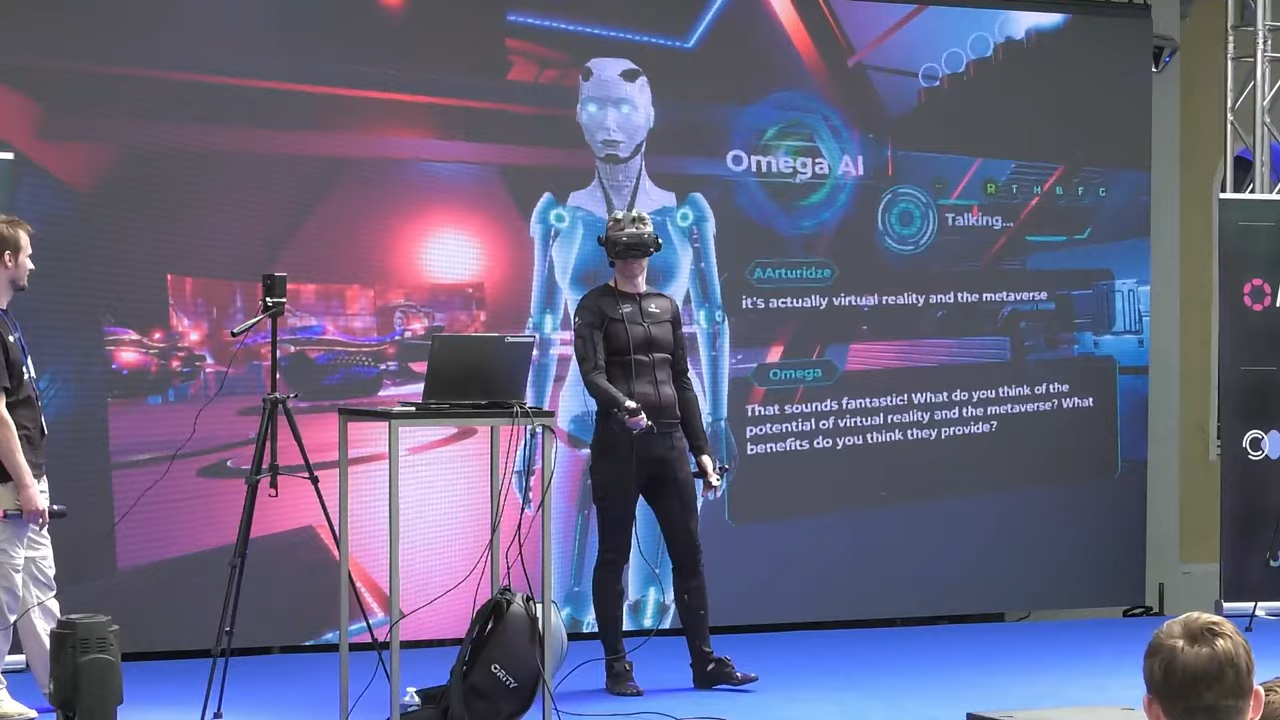 Omega AI
R T H B F G
Talking...
AArturidze
it's actually virtual reality and the metaverse
Omega
That sounds fantastic! What do you think of the
potential of virtual reality and the metaverse? What
benefits do you think they provide?
QRITY